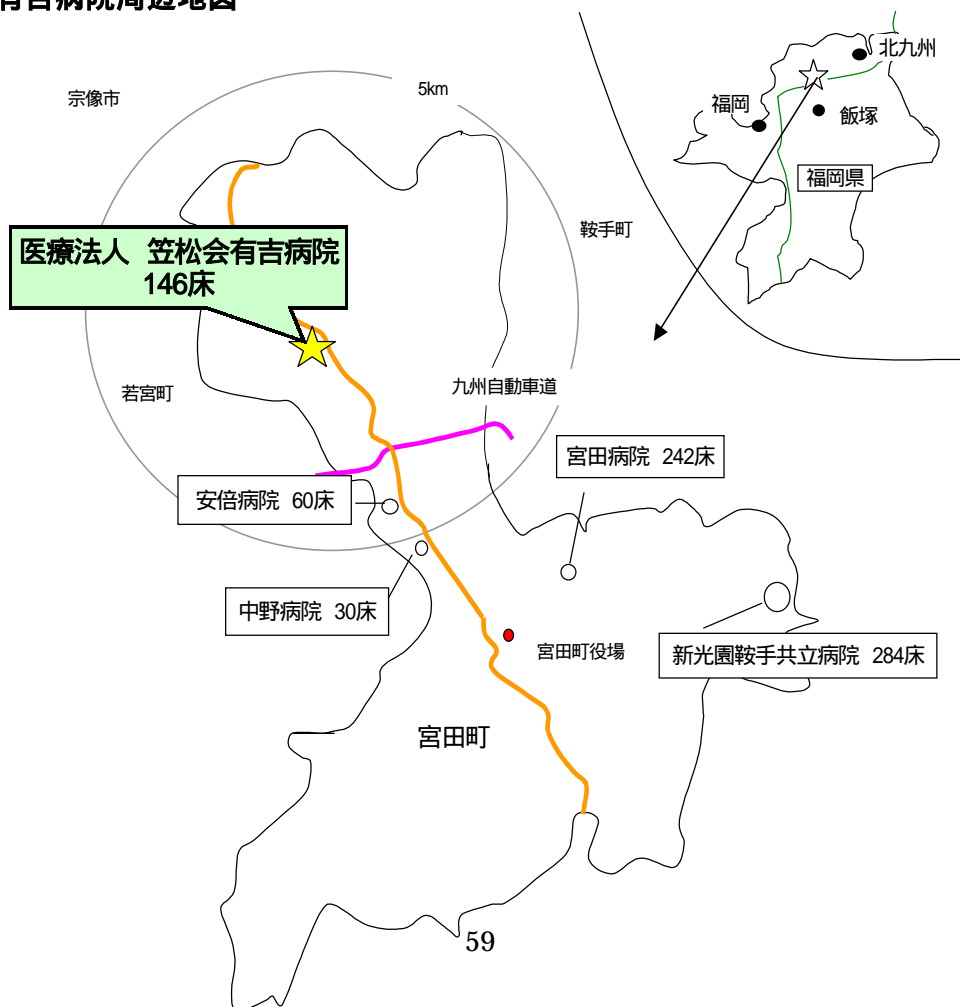 有吉病院周辺地図
北九州
宗像市
5km
福岡
飯塚
福岡県
鞍手町
医療法人 笠松会有吉病院
146床
若宮町
九州自動車道
宮田病院 242床
安倍病院 60床
中野病院 30床
宮田町役場
新光園鞍手共立病院 284床
宮田町
59